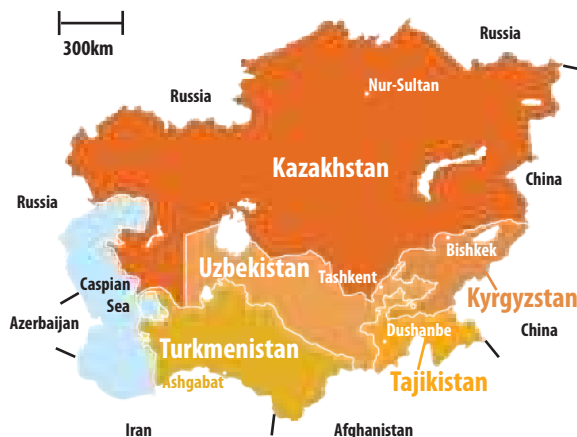 300km
Russia
Nur-Sultan
Russia
Kazakhstan
China
Russia
Bishkek
Uzbekistan
Tashkent
Caspian
Sea
Kyrgyzstan
Azerbaijan
Dushanbe
China
Turkmenistan
Ashgabat
Tajikistan
Iran
Afghanistan